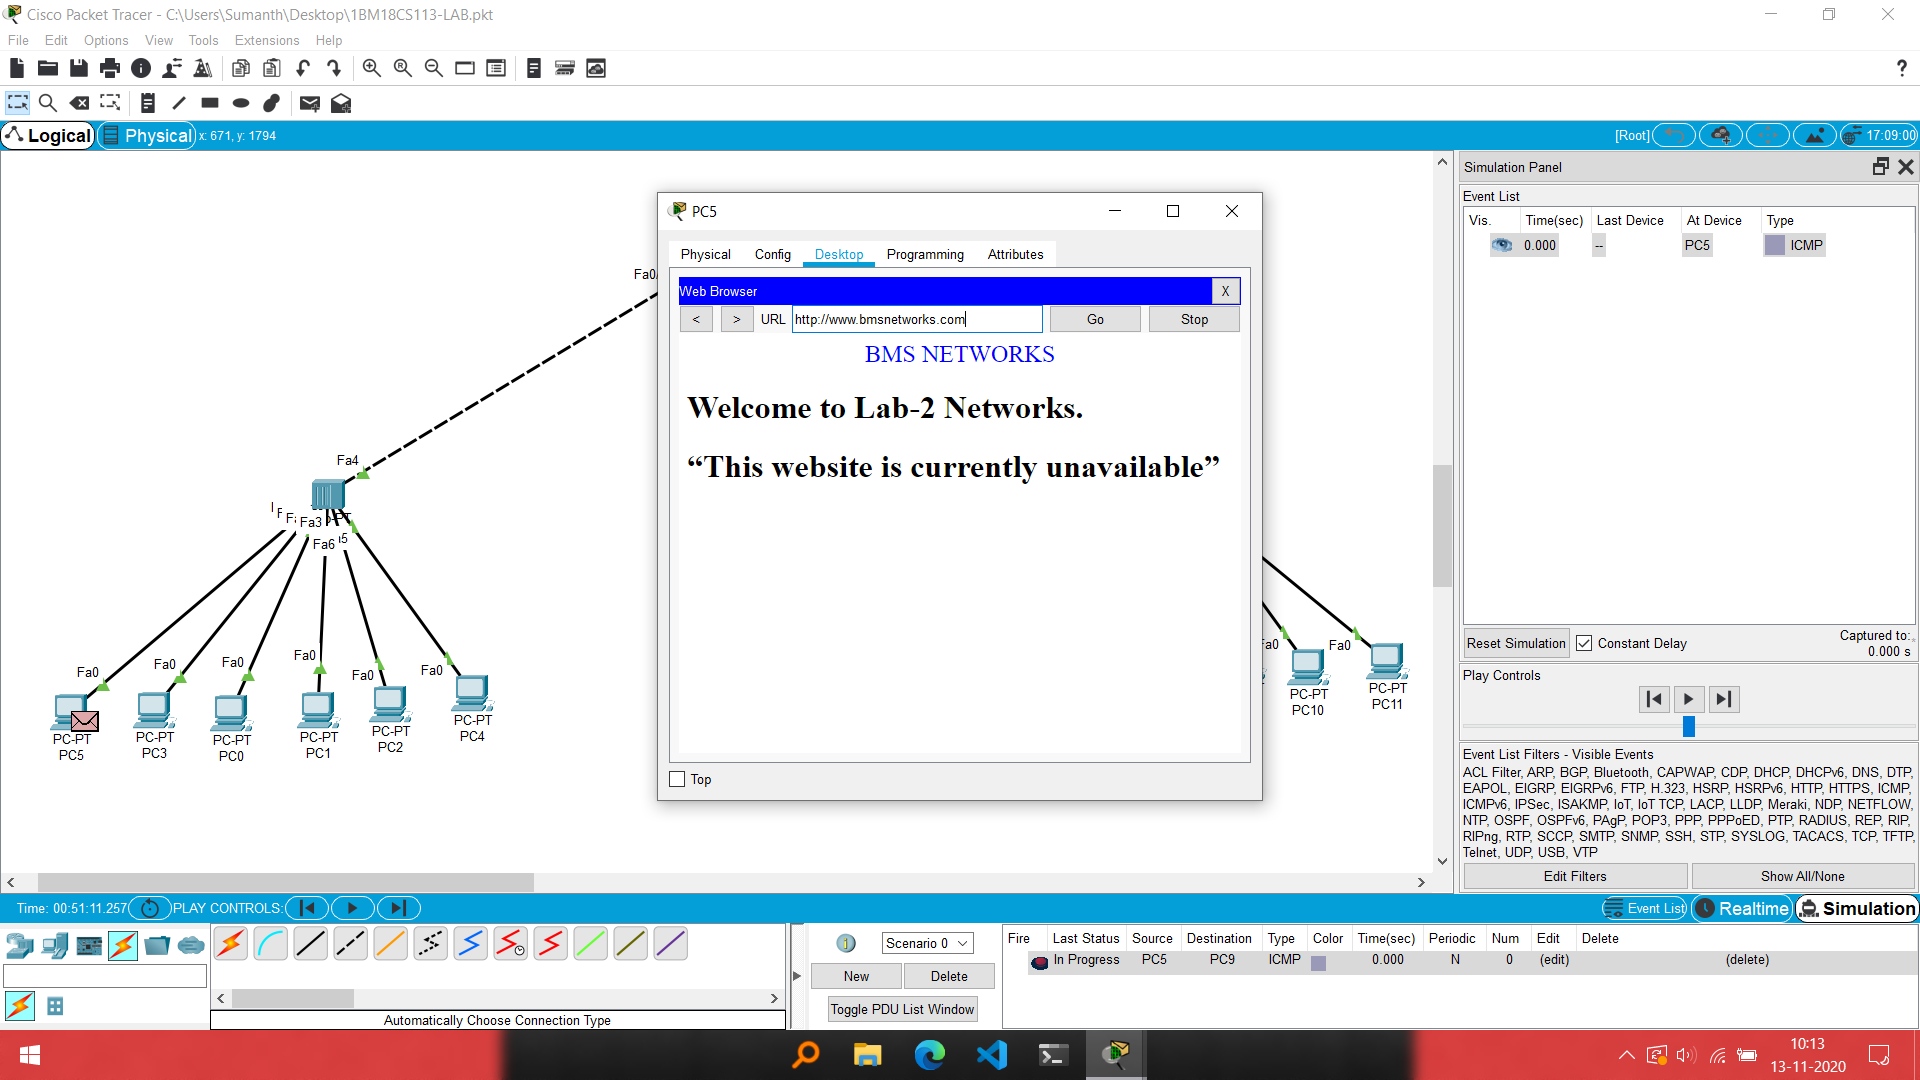 Cisco Packet Tracer - C:\Users\Sumanth\Desktop\1BM18CS113-LAB.pkt
File Edit Options View Tools Extensions Help
?
Logical Physical x: 671, y: 1794 [Root] 17:09:00
Simulation Panel
Event List
Vis. Time(sec) Last Device At Device Type
0.000 -- PC5 ICMP
PC5
Physical Config Desktop Programming Attributes
Web Browser X
< > URL http://www.bmsnetworks.com Go Stop
BMS NETWORKS
Welcome to Lab-2 Networks.
“This website is currently unavailable”
Top
Fa0
Fa4
Fa3
Fa6
Fa0
Fa0
Fa0
Fa0
Fa0
Fa0
Fa0
PC-PT
PC5
PC-PT
PC3
PC-PT
PC0
PC-PT
PC1
PC-PT
PC2
PC-PT
PC4
PC-PT
PC10
PC-PT
PC11
Reset Simulation Constant Delay Captured to:
0.000 s
Play Controls
Event List Filters - Visible Events
ACL Filter, ARP, BGP, Bluetooth, CAPWAP, CDP, DHCP, DHCPv6, DNS, DTP,
EAPOL, EIGRP, EIGRPv6, FTP, H.323, HSRP, HSRPv6, HTTP, HTTPS, ICMP,
ICMPv6, IPSec, ISAKMP, IoT, IoT TCP, LACP, LLDP, Meraki, NDP, NETFLOW,
NTP, OSPF, OSPFv6, PAgP, POP3, PPP, PPPoED, PTP, RADIUS, REP, RIP,
RIPng, RTP, SCCP, SMTP, SNMP, SSH, STP, SYSLOG, TACACS, TCP, TFTP,
Telnet, UDP, USB, VTP
Edit Filters Show All/None
Time: 00:51:11.257 PLAY CONTROLS: Event List Realtime Simulation
Scenario 0
New Delete
Toggle PDU List Window
Fire Last Status Source Destination Type Color Time(sec) Periodic Num Edit Delete
In Progress PC5 PC9 ICMP 0.000 N 0 (edit) (delete)
Automatically Choose Connection Type
10:13
13-11-2020